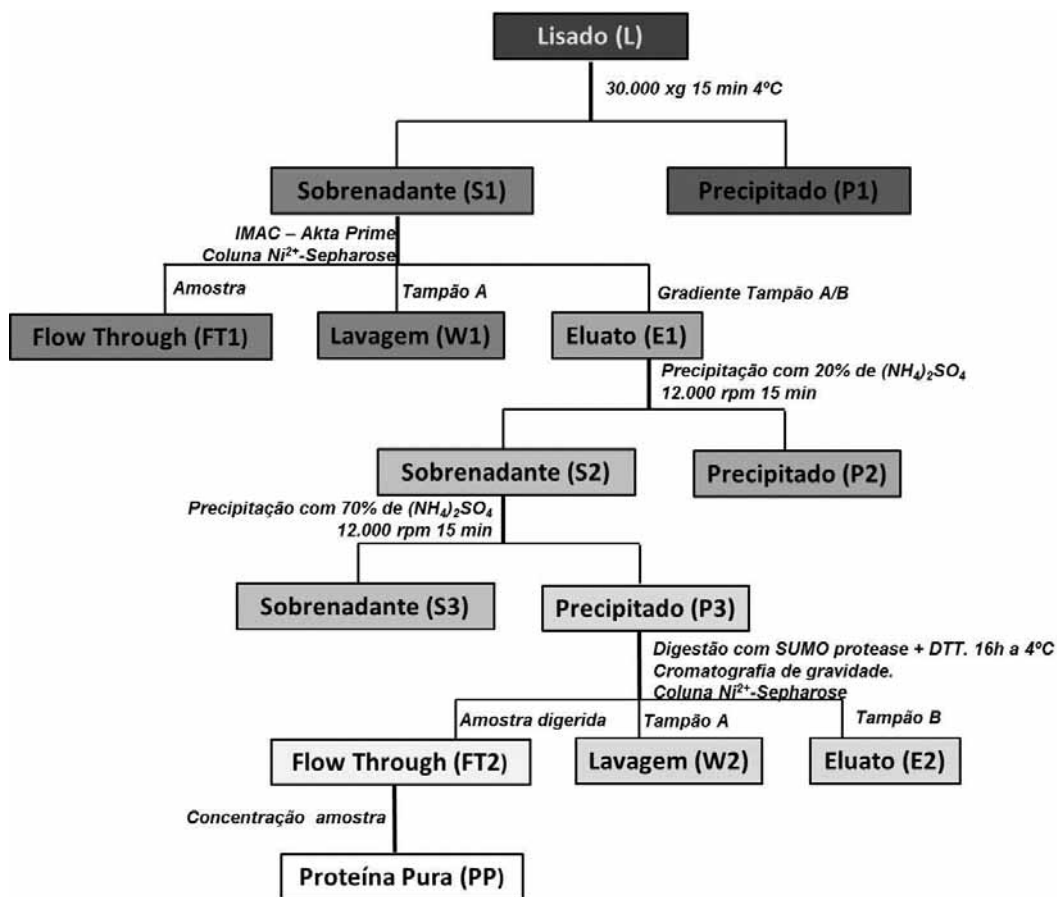 Lisado (L)
30.000 xg 15 min 4ºC
Sobrenadante (S1)
Precipitado (P1)
IMAC – Akta Prime
Coluna Ni²⁺-Sepharose
Amostra
Tampão A
Gradiente Tampão A/B
Flow Through (FT1)
Lavagem (W1)
Eluato (E1)
Precipitação com 20% de (NH₄)₂SO₄
12.000 rpm 15 min
Sobrenadante (S2)
Precipitado (P2)
Precipitação com 70% de (NH₄)₂SO₄
12.000 rpm 15 min
Sobrenadante (S3)
Precipitado (P3)
Digestão com SUMO protease + DTT. 16h a 4ºC
Cromatografia de gravidade.
Coluna Ni²⁺-Sepharose
Amostra digerida
Tampão A
Tampão B
Flow Through (FT2)
Lavagem (W2)
Eluato (E2)
Concentração amostra
Proteína Pura (PP)